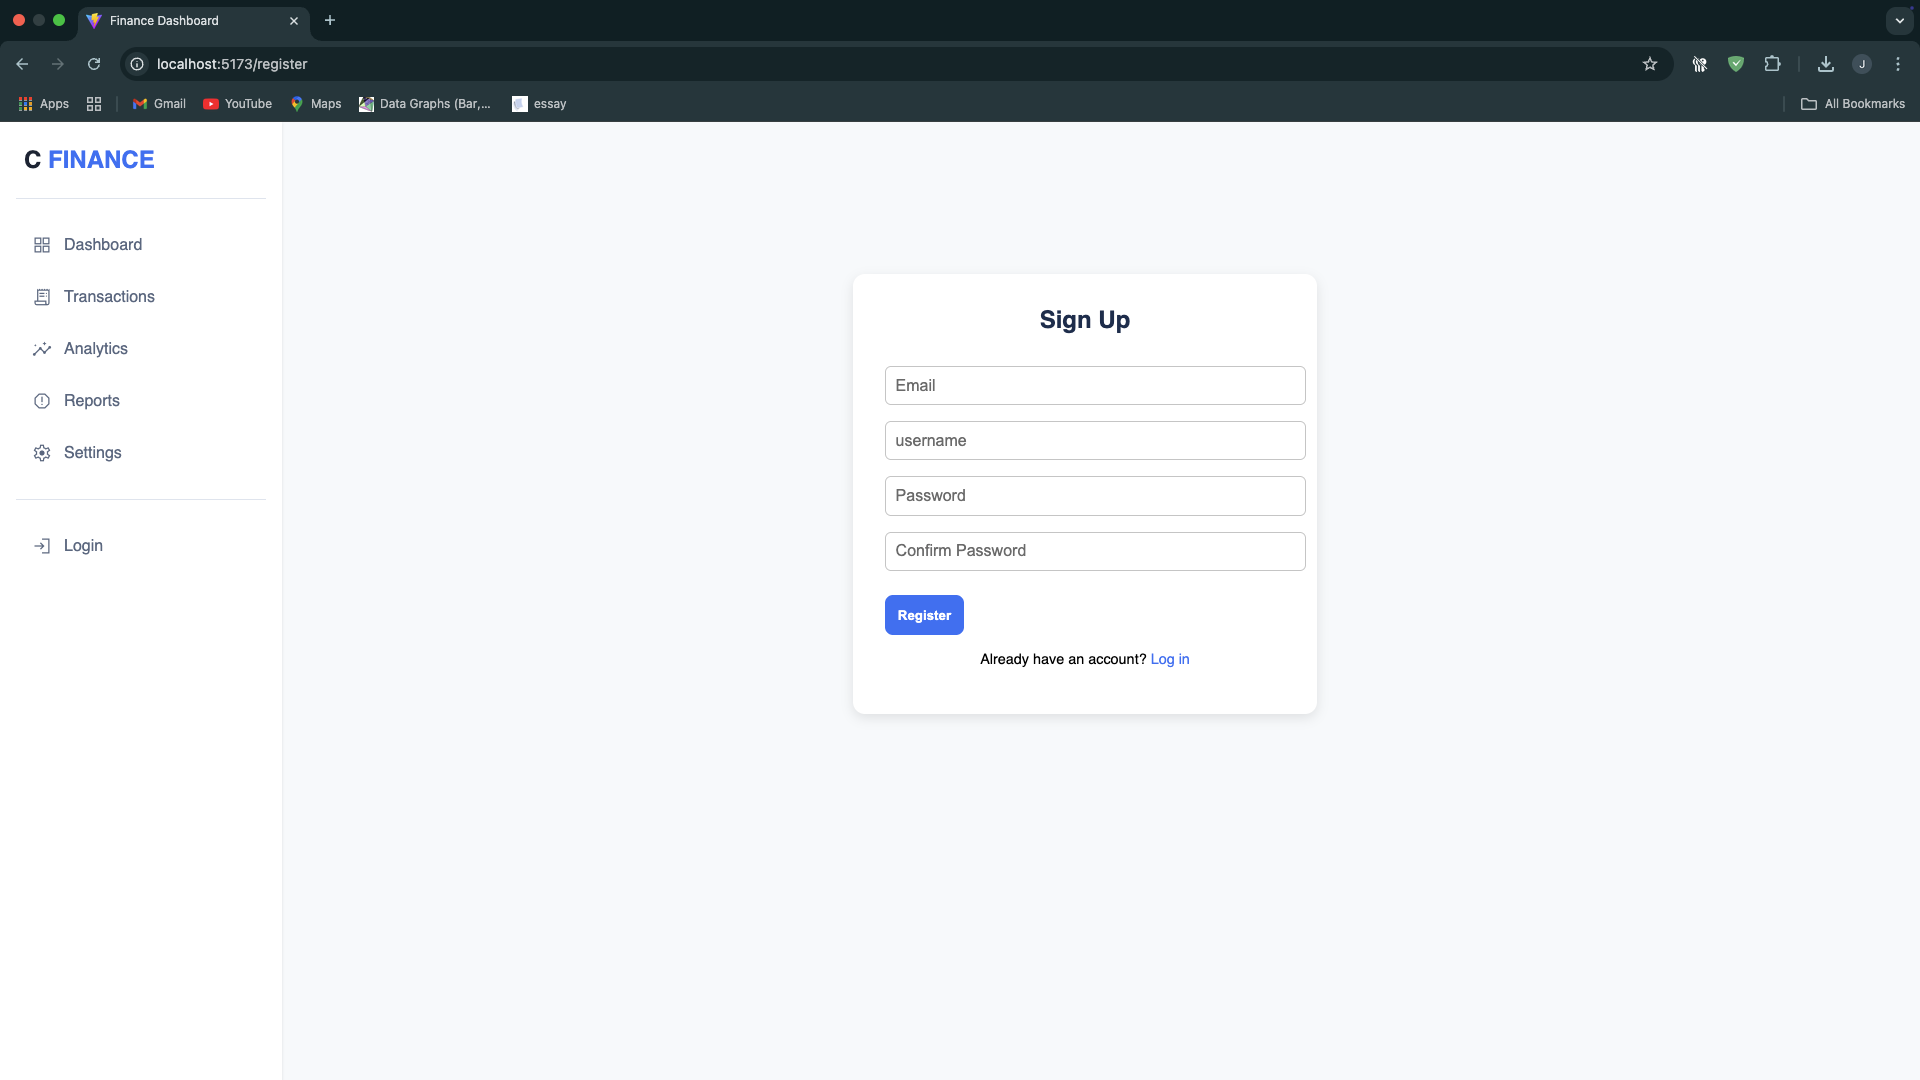 Finance Dashboard
localhost:5173/register
J
Apps
Gmail
YouTube
Maps
Data Graphs (Bar,...
essay
All Bookmarks
C FINANCE
Dashboard
Transactions
Analytics
Reports
Settings
Login
Sign Up
Email
username
Password
Confirm Password
Register
Already have an account? Log in